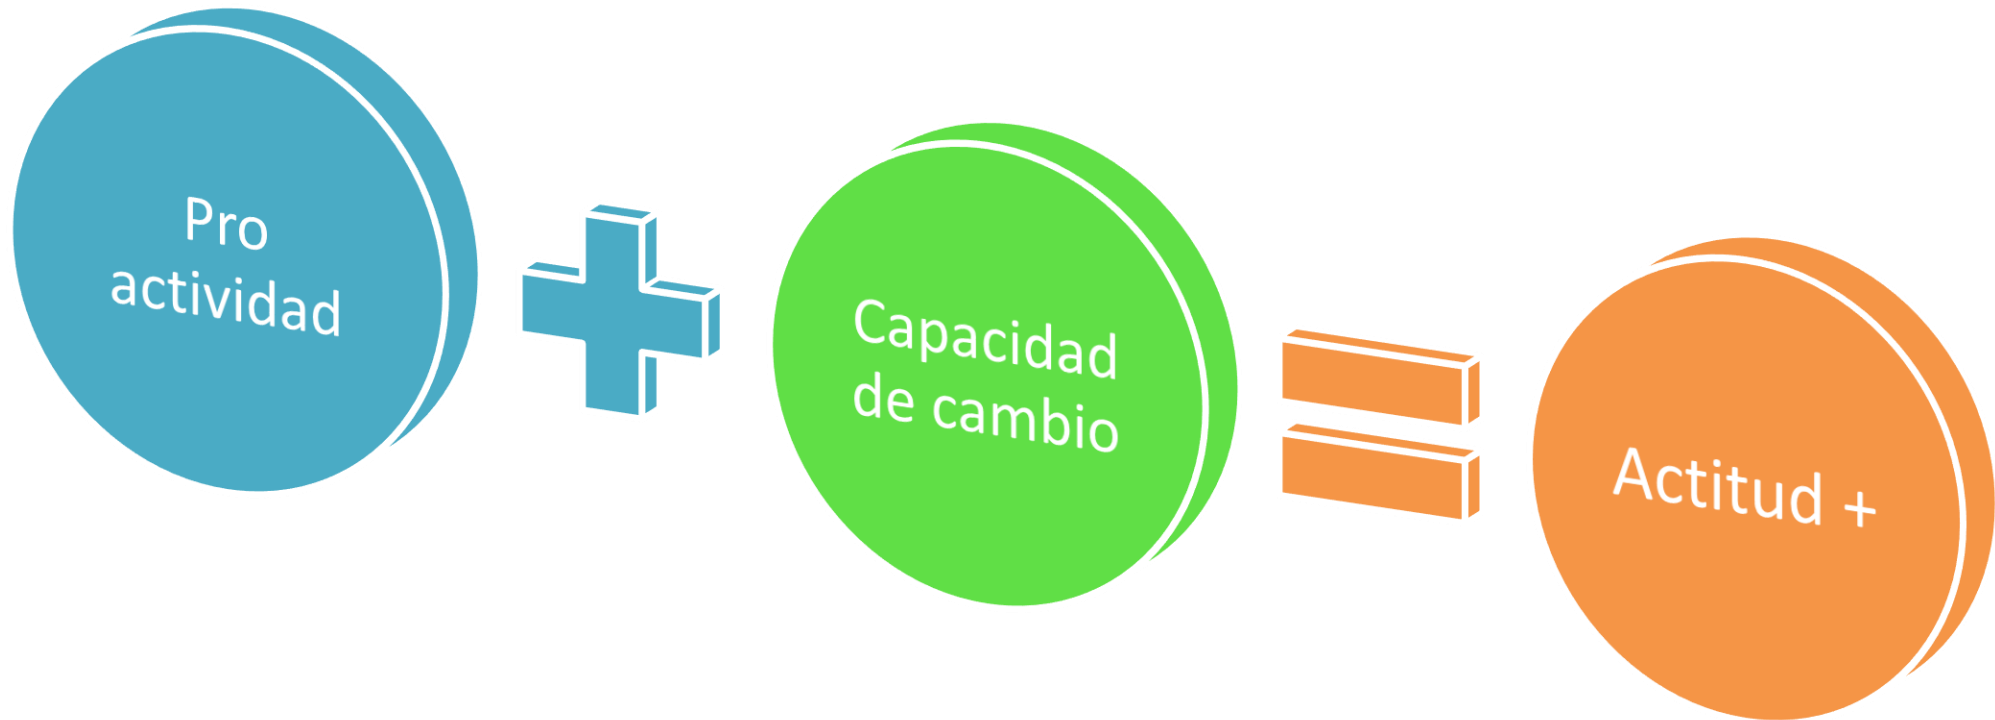 Pro
actividad
Capacidad
de cambio
Actitud +